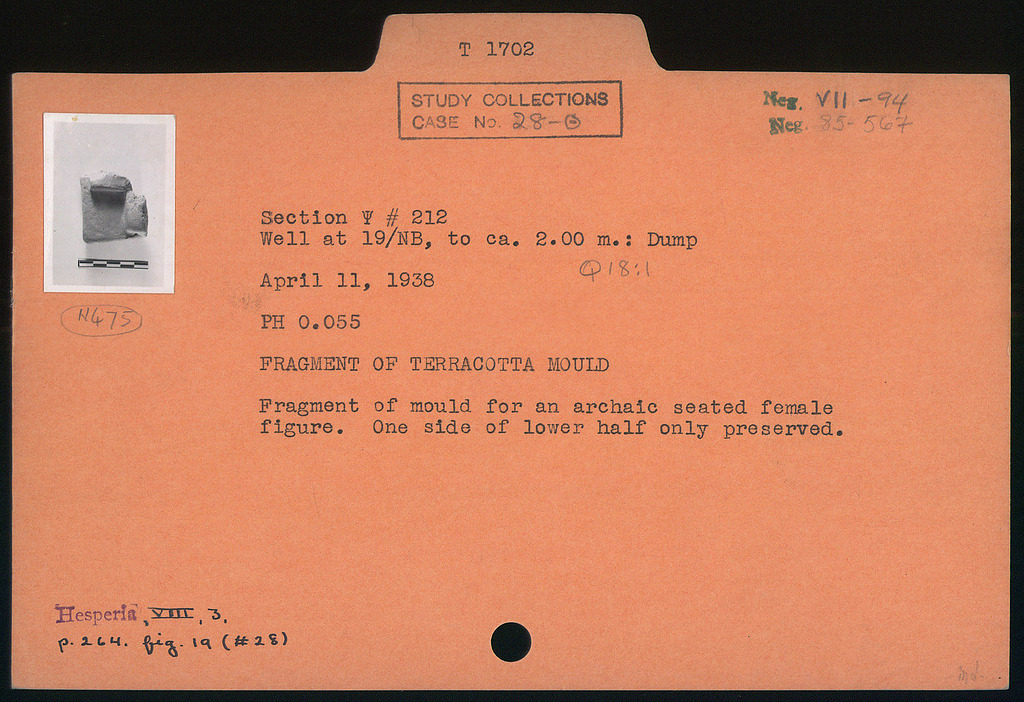 T 1702
STUDY COLLECTIONS
CASE No. 28-
Neg. VII - 94
Neg. 85-567
Section Ψ # 212
Well at 19/NB, to ca. 2.00 m.: Dump
Q18:1
April 11, 1938
N475
PH 0.055
FRAGMENT OF TERRACOTTA MOULD
Fragment of mould for an archaic seated female
figure. One side of lower half only preserved.
Hesperia, VIII, 3,
p. 264. fig. 19 (#28)